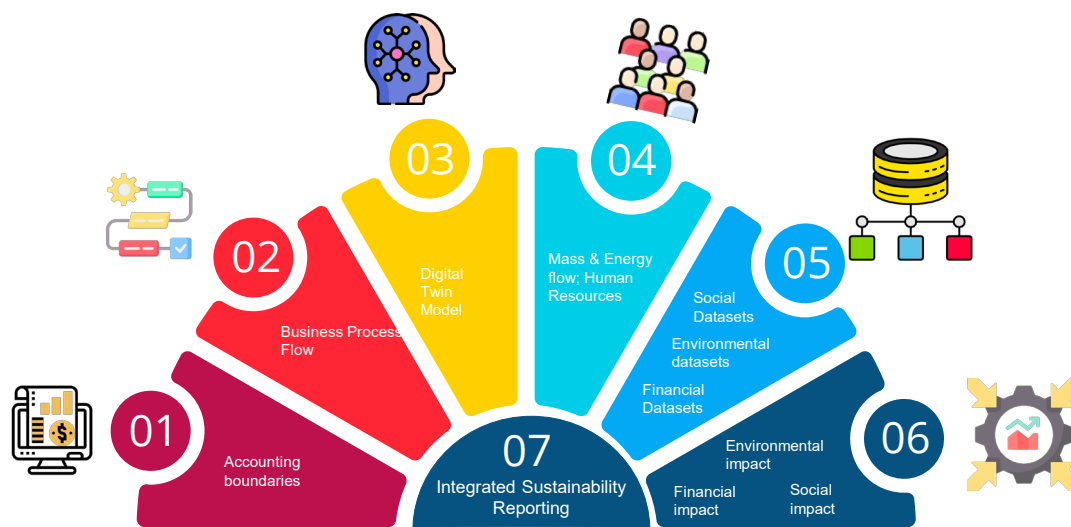 01
Accounting
boundaries
02
Business Process
Flow
03
Digital
Twin
Model
04
Mass & Energy
flow; Human
Resources
05
Social
Datasets
Environmental
datasets
Financial
Datasets
06
Environmental
impact
Financial
impact
Social
impact
07
Integrated Sustainability
Reporting
$